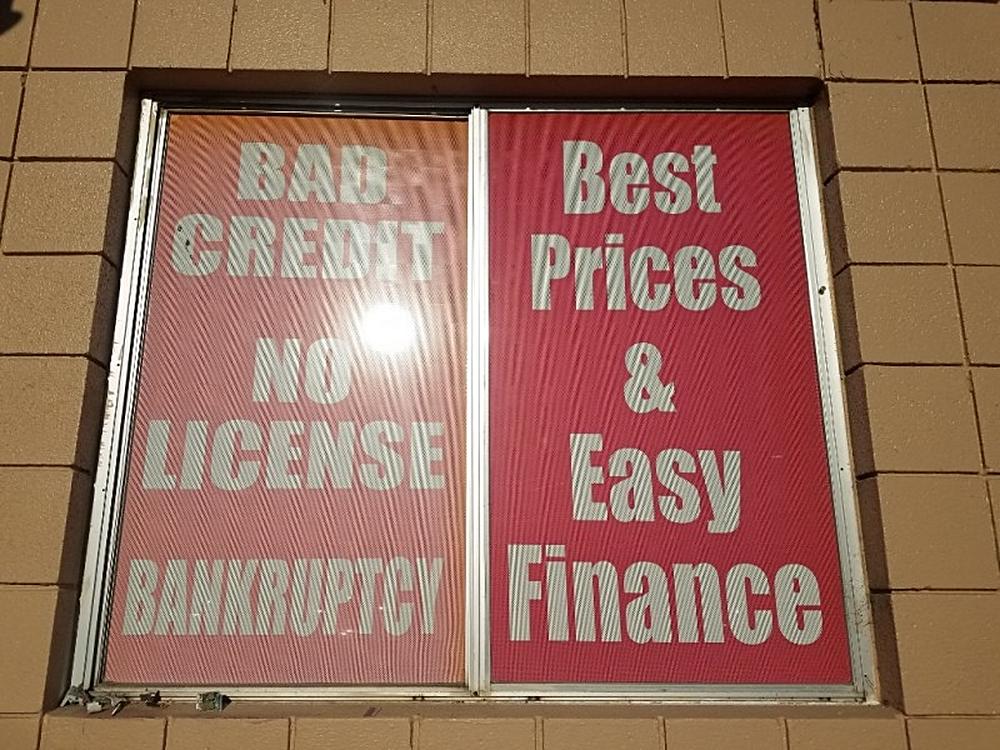 BAD
CREDIT
NO
LICENSE
BANKRUPTCY
Best
Prices
&
Easy
Finance